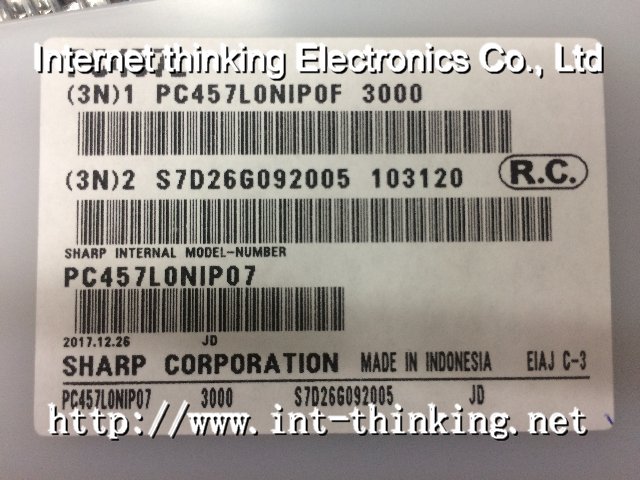 Internet thinking Electronics Co., Ltd
(3N)1 PC457L0NIP0F 3000
(3N)2 S7D26G092005 103120 R.C.
SHARP INTERNAL MODEL-NUMBER
PC457L0NIP07
2017.12.26 JD
SHARP CORPORATION MADE IN INDONESIA EIAJ C-3
PC457L0NIP07 3000 S7D26G092005 JD
http://www.int-thinking.net